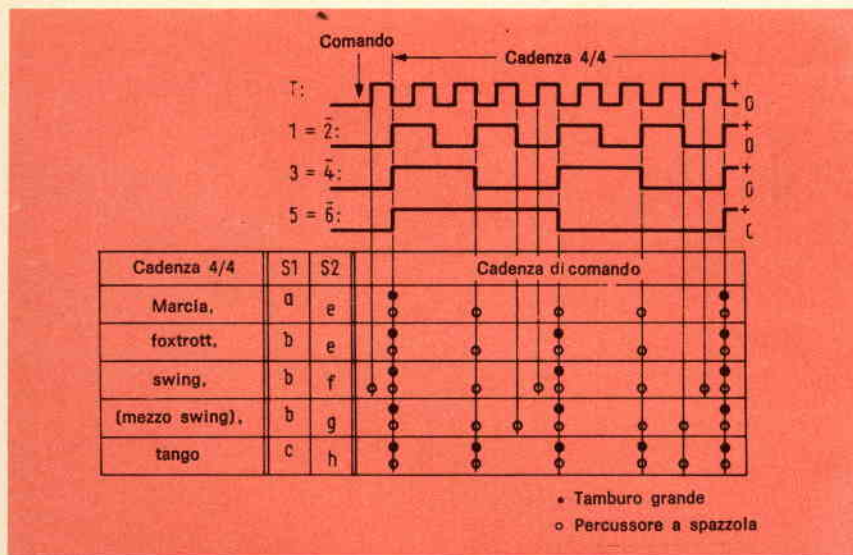 Comando
Cadenza 4/4
T: + 0
1 = 2̄: + 0
3 = 4̄: + 0
5 = 6̄: + 0
Cadenza 4/4 S1 S2 Cadenza di comando
Marcia, a e
foxtrott, b e
swing, b f
(mezzo swing), b g
tango c h
• Tamburo grande
o Percussore a spazzola